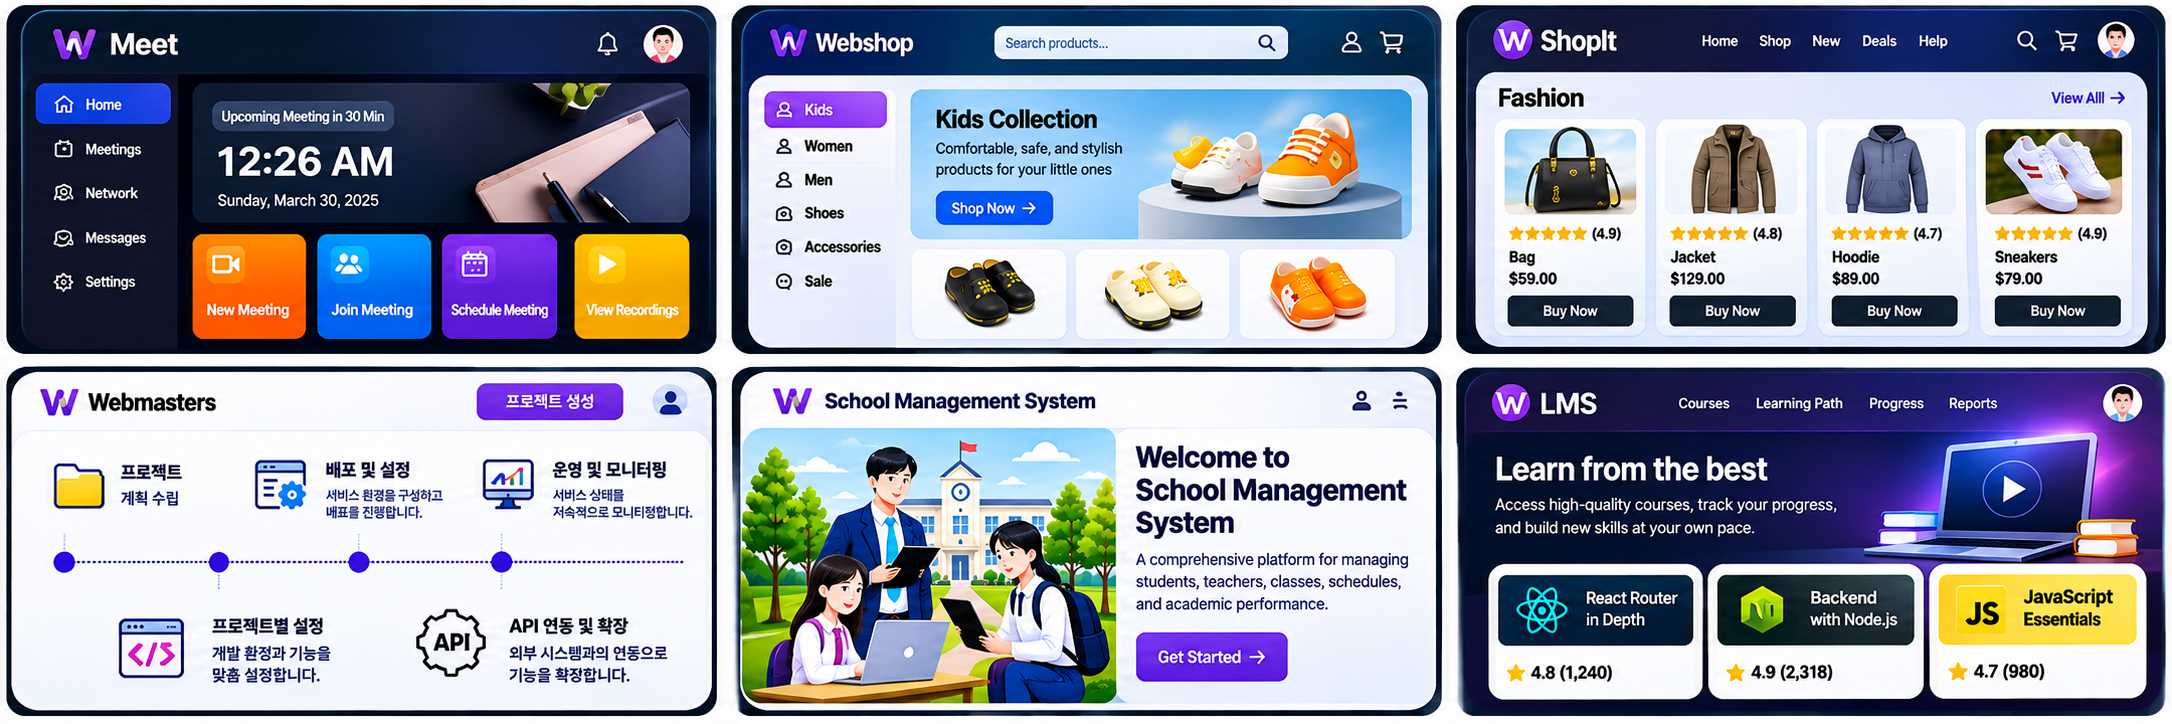 W Meet
Home
Meetings
Network
Messages
Settings
Upcoming Meeting in 30 Min
12:26 AM
Sunday, March 30, 2025
New Meeting
Join Meeting
Schedule Meeting
View Recordings
W Webshop
Search products...
Kids
Women
Men
Shoes
Accessories
Sale
Kids Collection
Comfortable, safe, and stylish
products for your little ones
Shop Now →
W ShopIt
Home Shop New Deals Help
Fashion
View Alll →
(4.9)
Bag
$59.00
Buy Now
(4.8)
Jacket
$129.00
Buy Now
(4.7)
Hoodie
$89.00
Buy Now
(4.9)
Sneakers
$79.00
Buy Now
W Webmasters
프로젝트 생성
프로젝트
계획 수립
배포 및 설정
서비스 환경을 구성하고
배포를 진행합니다.
운영 및 모니터링
서비스 상태를
모니터링합니다.
</>
프로젝트별 설정
개발 환정과 기능을
맞춤 설정합니다.
API
API 연동 및 확장
외부 시스템과의 연동으로
기능을 확장합니다.
W School Management System
Welcome to
School Management
System
A comprehensive platform for managing
students, teachers, classes, schedules,
and academic performance.
Get Started →
W LMS
Courses Learning Path Progress Reports
Learn from the best
Access high-quality courses, track your progress,
and build new skills at your own pace.
React Router
in Depth
4.8 (1,240)
Backend
with Node.js
4.9 (2,318)
JS
JavaScript
Essentials
4.7 (980)